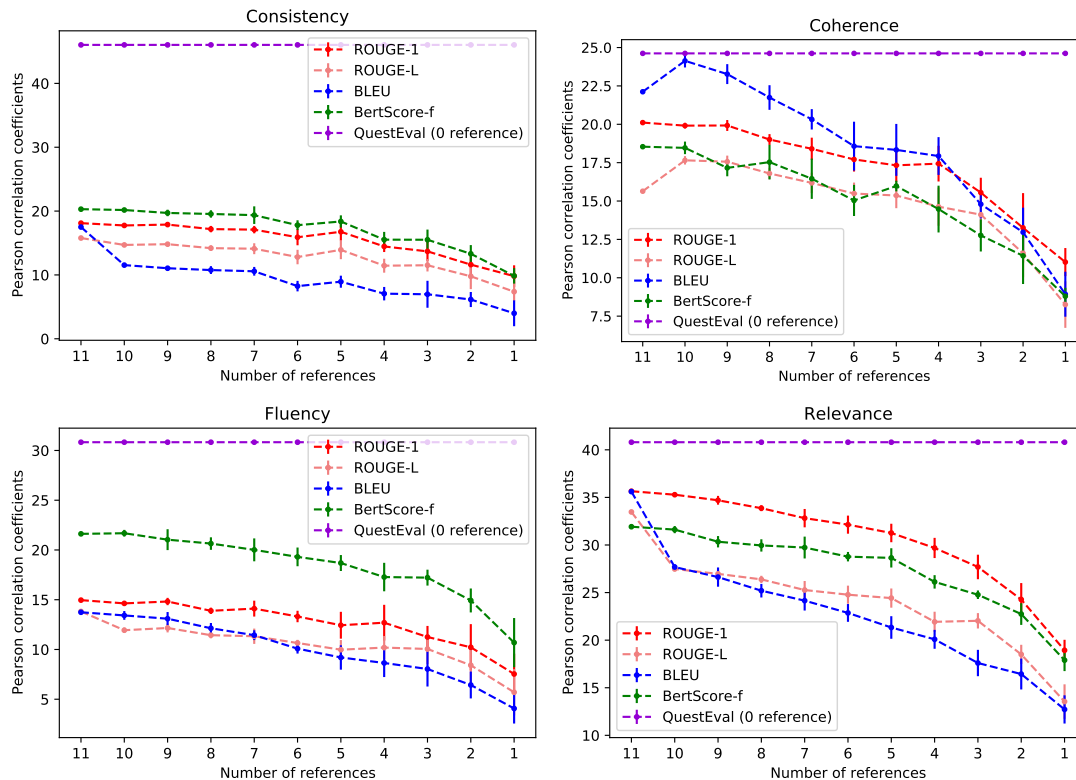 Consistency
Pearson correlation coefficients
40
30
20
10
0
ROUGE-1
ROUGE-L
BLEU
BertScore-f
QuestEval (0 reference)
11 10 9 8 7 6 5 4 3 2 1
Number of references
Coherence
Pearson correlation coefficients
25.0
22.5
20.0
17.5
15.0
12.5
10.0
7.5
ROUGE-1
ROUGE-L
BLEU
BertScore-f
QuestEval (0 reference)
11 10 9 8 7 6 5 4 3 2 1
Number of references
Fluency
Pearson correlation coefficients
30
25
20
15
10
5
ROUGE-1
ROUGE-L
BLEU
BertScore-f
QuestEval (0 reference)
11 10 9 8 7 6 5 4 3 2 1
Number of references
Relevance
Pearson correlation coefficients
40
35
30
25
20
15
10
ROUGE-1
ROUGE-L
BLEU
BertScore-f
QuestEval (0 reference)
11 10 9 8 7 6 5 4 3 2 1
Number of references